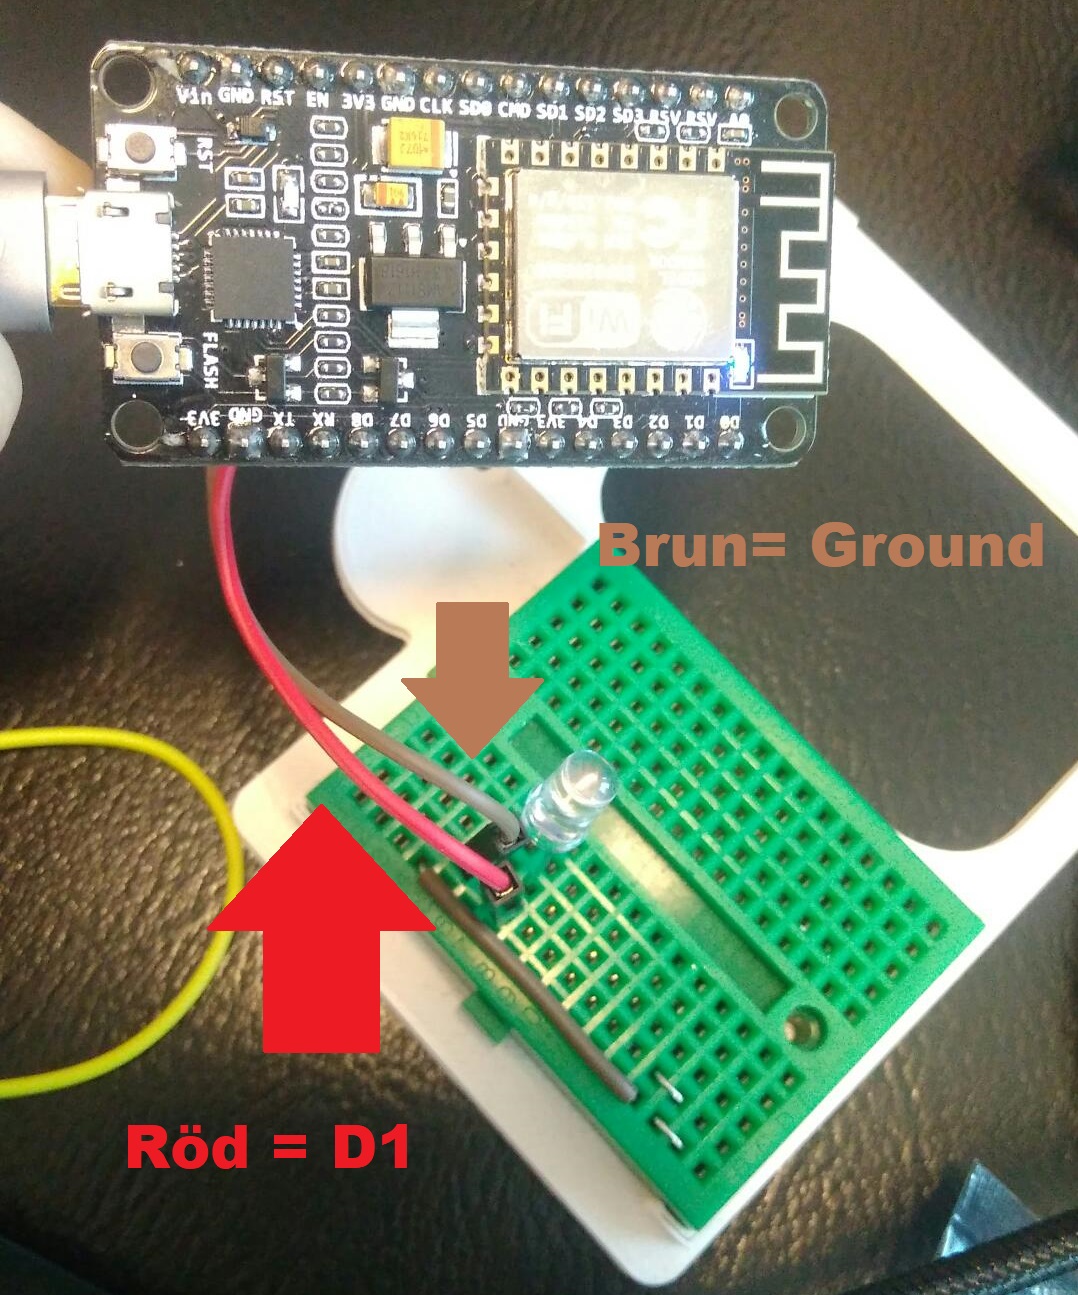 Vin GND RST EN 3V3 GND CLK SD0 CMD SD1 SD2 SD3 RSV RSV A0
RST
FLASH
3V3 GND TX RX D8 D7 D6 D5 GND 3V3 D4 D3 D2 D1 D0
WiFi
Brun= Ground
Röd = D1